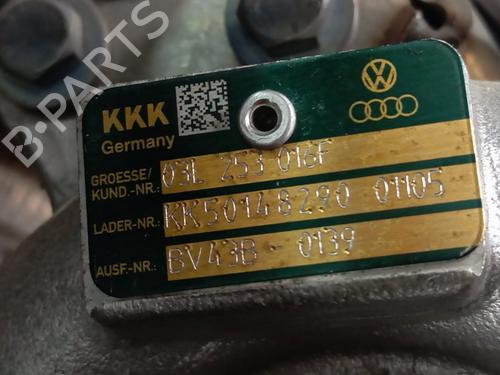 KKK
Germany
GROESSE/
KUND.-NR.: 03L 253 016F
LADER-NR.: KK50148290 01105
AUSF.-NR.: BV43B - 0139
B-PARTS